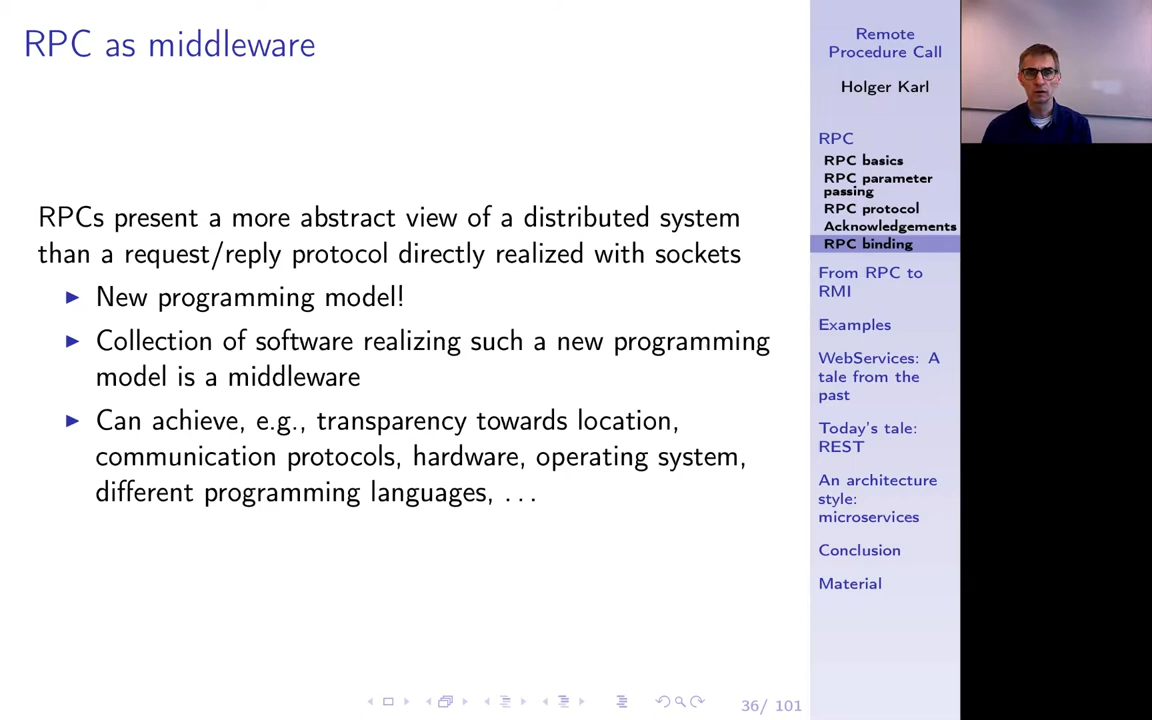 RPC as middleware
RPCs present a more abstract view of a distributed system
than a request/reply protocol directly realized with sockets
New programming model!
Collection of software realizing such a new programming
model is a middleware
Can achieve, e.g., transparency towards location,
communication protocols, hardware, operating system,
different programming languages, ...
36/ 101
Remote
Procedure Call
Holger Karl
RPC
RPC basics
RPC parameter
passing
RPC protocol
Acknowledgements
RPC binding
From RPC to
RMI
Examples
WebServices: A
tale from the
past
Today's tale:
REST
An architecture
style:
microservices
Conclusion
Material